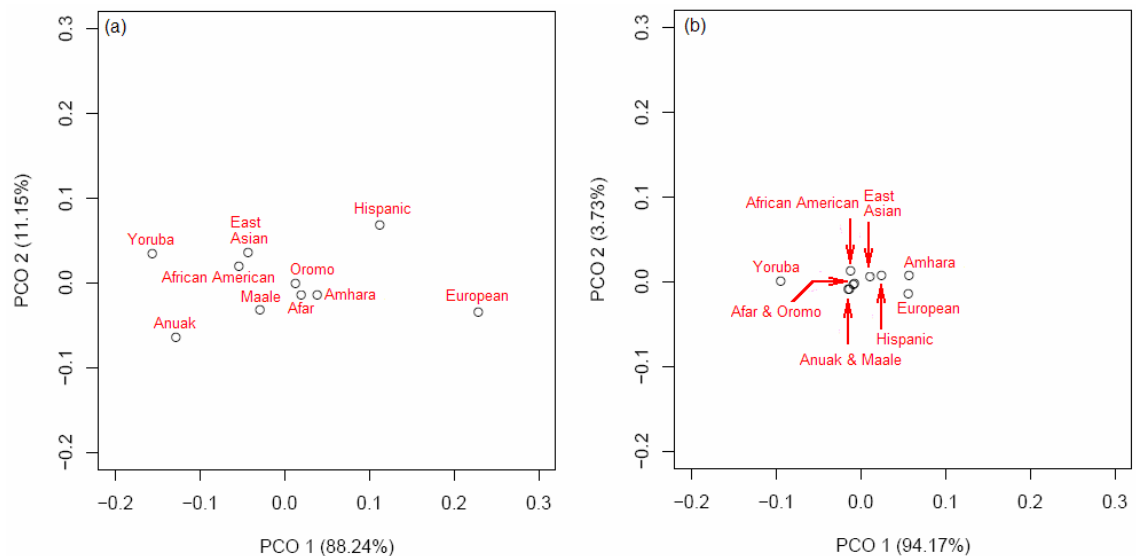 (a)
0.3
0.2
0.1
0.0
−0.1
−0.2
PCO 2 (11.15%)
Hispanic
East
Asian
Yoruba
African American
Oromo
Maale
Amhara
Afar
European
Anuak
−0.2
−0.1
0.0
0.1
0.2
0.3
PCO 1 (88.24%)
(b)
0.3
0.2
0.1
0.0
−0.1
−0.2
PCO 2 (3.73%)
African American
East
Asian
Yoruba
Amhara
Afar & Oromo
European
Hispanic
Anuak & Maale
−0.2
−0.1
0.0
0.1
0.2
0.3
PCO 1 (94.17%)